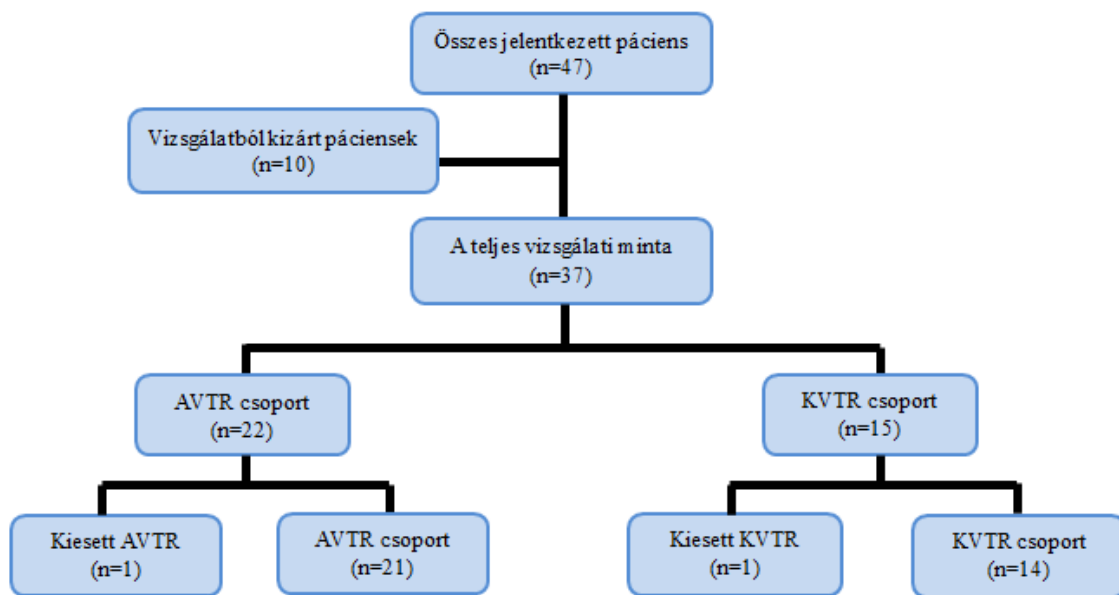 Összes jelentkezett páciens
(n=47)
Vizsgálatból kizárt páciensek
(n=10)
A teljes vizsgálati minta
(n=37)
AVTR csoport
(n=22)
KVTR csoport
(n=15)
Kiesett AVTR
(n=1)
AVTR csoport
(n=21)
Kiesett KVTR
(n=1)
KVTR csoport
(n=14)